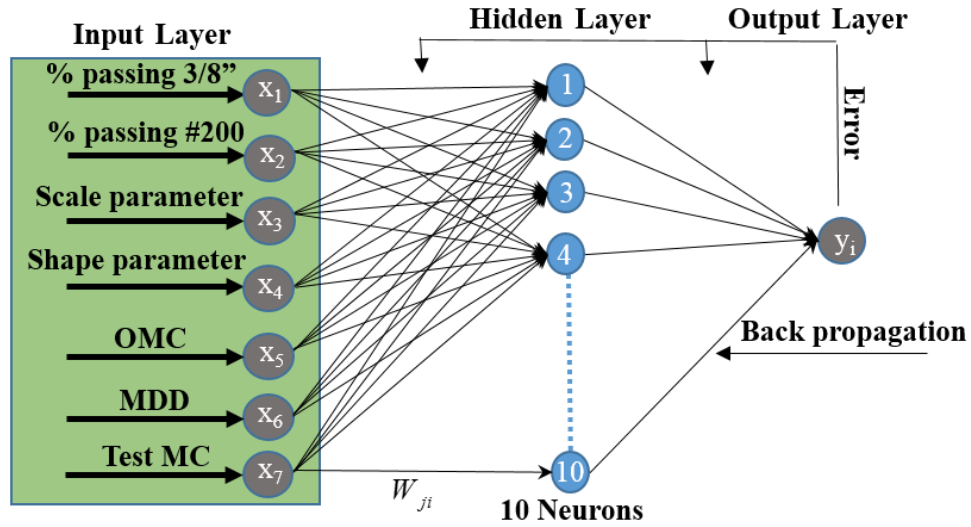 Input Layer
Hidden Layer
Output Layer
% passing 3/8”
x1
% passing #200
x2
Scale parameter
x3
Shape parameter
x4
OMC
x5
MDD
x6
Test MC
x7
Wji
1
2
3
4
10
10 Neurons
yi
Error
Back propagation